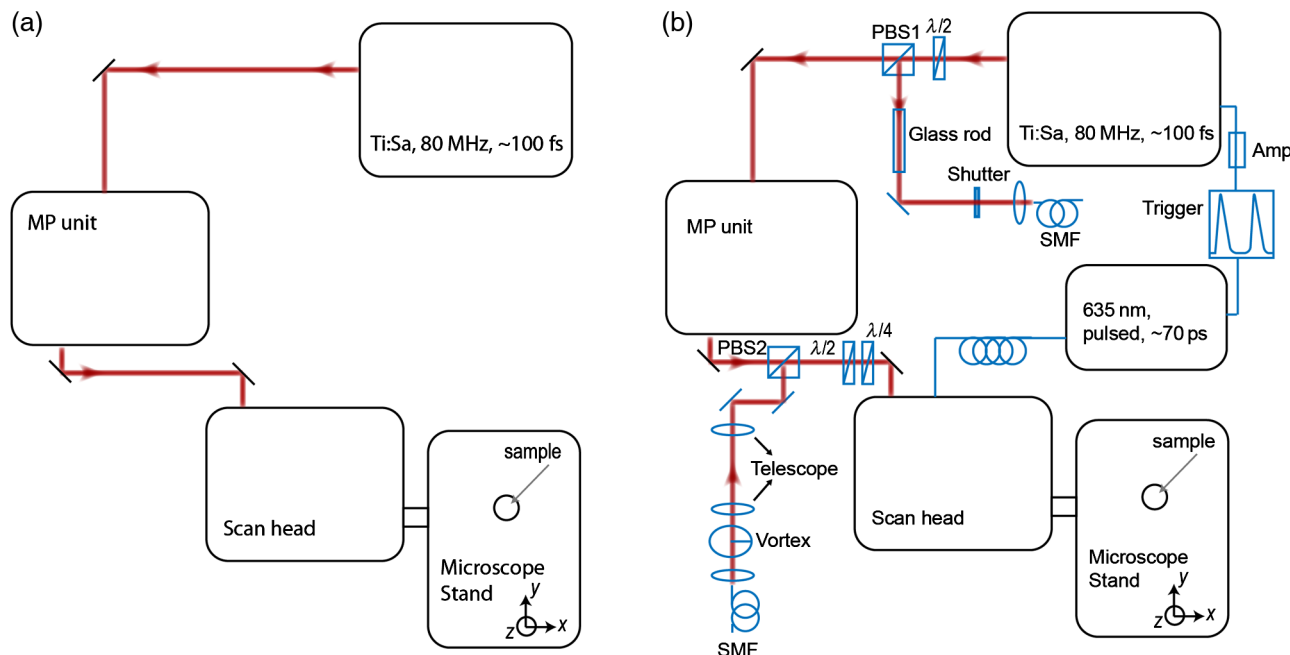 (a)
Ti:Sa, 80 MHz, ~100 fs
MP unit
Scan head
sample
Microscope
Stand
y
z
x
(b)
PBS1
λ/2
Ti:Sa, 80 MHz, ~100 fs
Glass rod
Amp
Shutter
Trigger
SMF
MP unit
635 nm,
pulsed, ~70 ps
PBS2
λ/2
λ/4
Telescope
Vortex
SMF
Scan head
sample
Microscope
Stand
y
z
x